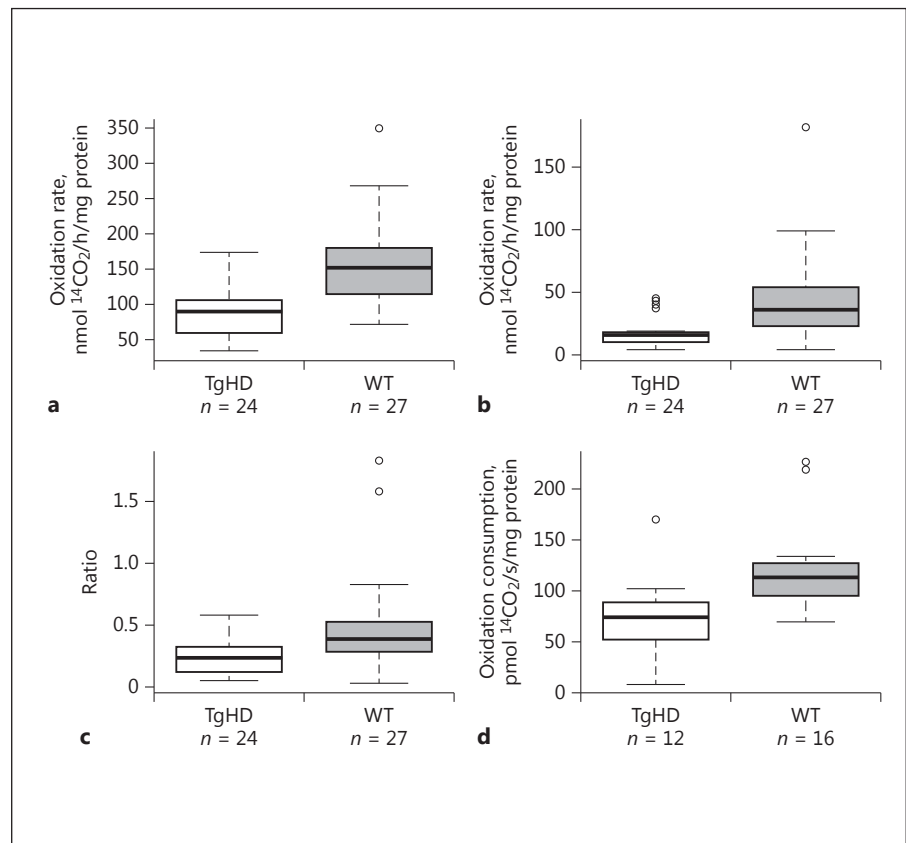 350
300
250
200
150
100
50
Oxidation rate,
nmol ¹⁴CO₂/h/mg protein
TgHD
n = 24
WT
n = 27
a
150
100
50
0
Oxidation rate,
nmol ¹⁴CO₂/h/mg protein
TgHD
n = 24
WT
n = 27
b
1.5
1.0
0.5
0
Ratio
TgHD
n = 24
WT
n = 27
c
200
150
100
50
0
Oxidation consumption,
pmol ¹⁴CO₂/s/mg protein
TgHD
n = 12
WT
n = 16
d